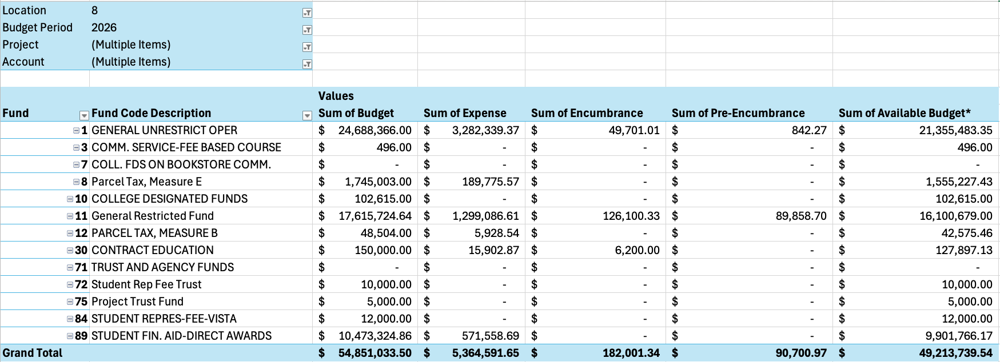 Location 8
Budget Period 2026
Project (Multiple Items)
Account (Multiple Items)
Values
Fund Fund Code Description Sum of Budget Sum of Expense Sum of Encumbrance Sum of Pre-Encumbrance Sum of Available Budget*
1 GENERAL UNRESTRICT OPER $ 24,688,366.00 $ 3,282,339.37 $ 49,701.01 $ 842.27 $ 21,355,483.35
3 COMM. SERVICE-FEE BASED COURSE $ 496.00 $ - $ - $ - $ 496.00
7 COLL. FDS ON BOOKSTORE COMM. $ - $ - $ - $ - $ -
8 Parcel Tax, Measure E $ 1,745,003.00 $ 189,775.57 $ - $ - $ 1,555,227.43
10 COLLEGE DESIGNATED FUNDS $ 102,615.00 $ - $ - $ - $ 102,615.00
11 General Restricted Fund $ 17,615,724.64 $ 1,299,086.61 $ 126,100.33 $ 89,858.70 $ 16,100,679.00
12 PARCEL TAX, MEASURE B $ 48,504.00 $ 5,928.54 $ - $ - $ 42,575.46
30 CONTRACT EDUCATION $ 150,000.00 $ 15,902.87 $ 6,200.00 $ - $ 127,897.13
71 TRUST AND AGENCY FUNDS $ - $ - $ - $ - $ -
72 Student Rep Fee Trust $ 10,000.00 $ - $ - $ - $ 10,000.00
75 Project Trust Fund $ 5,000.00 $ - $ - $ - $ 5,000.00
84 STUDENT REPRES-FEE-VISTA $ 12,000.00 $ - $ - $ - $ 12,000.00
89 STUDENT FIN. AID-DIRECT AWARDS $ 10,473,324.86 $ 571,558.69 $ - $ - $ 9,901,766.17
Grand Total $ 54,851,033.50 $ 5,364,591.65 $ 182,001.34 $ 90,700.97 $ 49,213,739.54